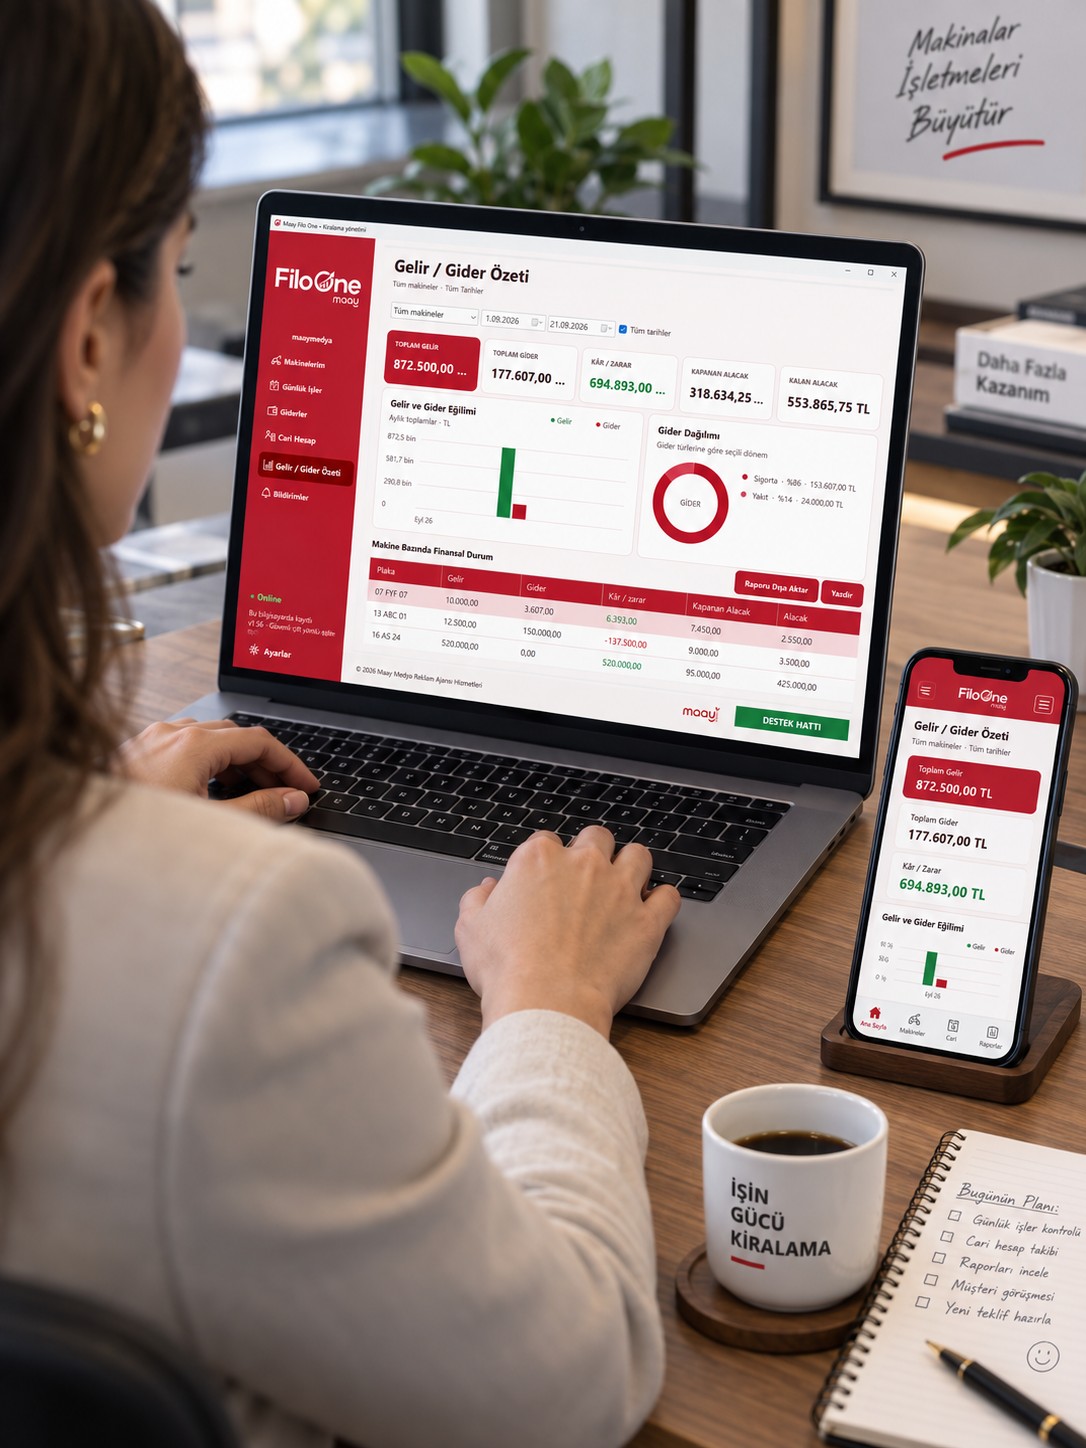 Makinalar
İşletmeleri
Büyütür
Maay Filo One • Kiralama yönetimi
FiloOne
maay
maaymedya
Makinelerim
Günlük İşler
Giderler
Cari Hesap
Gelir / Gider Özeti
Bildirimler
Online
Bu bilgisayarda kayıtlı
Ayarlar
Gelir / Gider Özeti
Tüm makineler · Tüm Tarihler
Tüm makineler
1.09.2026
21.09.2026
Tüm tarihler
TOPLAM GELİR
872.500,00 ...
TOPLAM GİDER
177.607,00 ...
KÂR / ZARAR
694.893,00 ...
KAPANAN ALACAK
318.634,25 ...
KALAN ALACAK
553.865,75 TL
Gelir ve Gider Eğilimi
Aylık toplamlar · TL
Gelir
Gider
872,5 bin
581,7 bin
290,8 bin
0
Eyl 26
Gider Dağılımı
Gider türlerine göre seçili dönem
GİDER
Sigorta · %86 · 153.607,00 TL
Yakıt · %14 · 24.000,00 TL
Makine Bazında Finansal Durum
Raporu Dışa Aktar
Yazdır
Plaka Gelir Gider Kâr / zarar Kapanan Alacak Alacak
07 FYF 07 10.000,00 3.607,00 6.393,00 7.450,00 2.550,00
13 ABC 01 12.500,00 150.000,00 -137.500,00 9.000,00 3.500,00
16 AS 24 520.000,00 0,00 520.000,00 95.000,00 425.000,00
© 2026 Maay Medya Reklam Ajansı Hizmetleri
maay
DESTEK HATTI
Daha Fazla
Kazanım
FiloOne
maay
Gelir / Gider Özeti
Tüm makineler · Tüm tarihler
Toplam Gelir
872.500,00 TL
Toplam Gider
177.607,00 TL
Kâr / Zarar
694.893,00 TL
Gelir ve Gider Eğilimi
Gelir
Gider
Eyl 26
Ana Sayfa
Makineler
Cari
Raporlar
İŞİN
GÜCÜ
KİRALAMA
Bugünün Planı:
Günlük işler kontrolü
Cari hesap takibi
Raporları incele
Müşteri görüşmesi
Yeni teklif hazırla